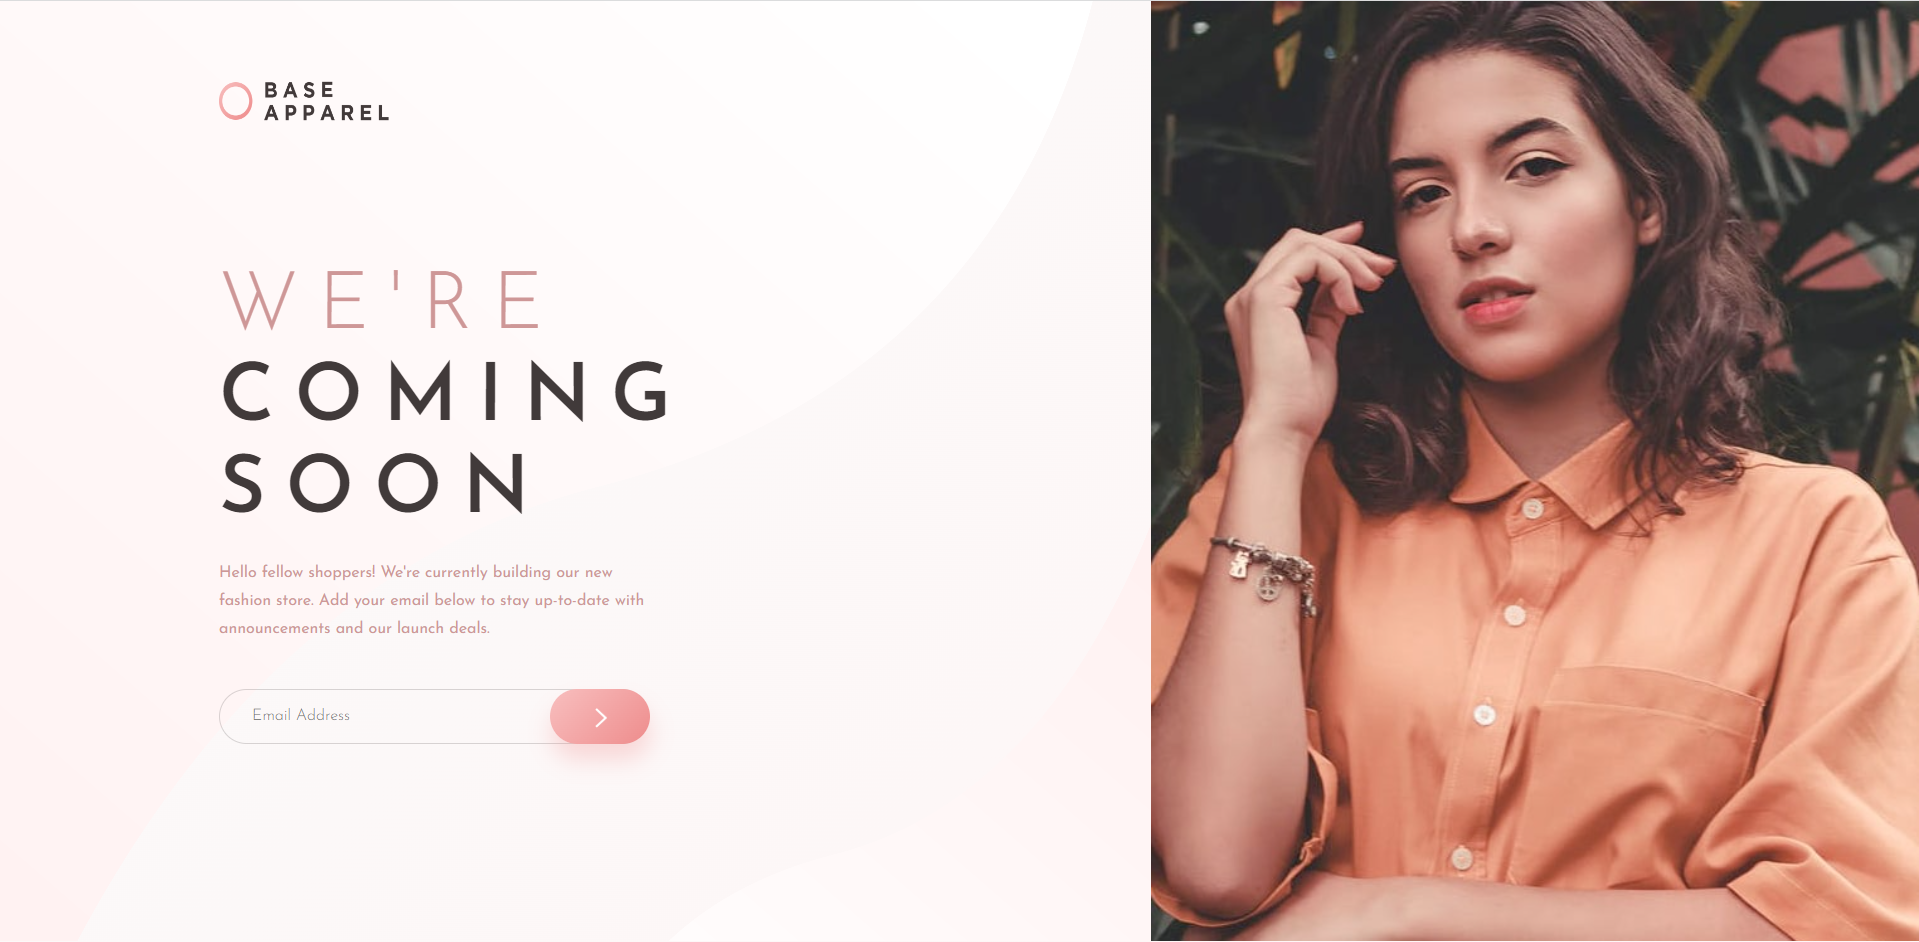 BASE
APPAREL
WE'RE
COMING
SOON
Hello fellow shoppers! We're currently building our new
fashion store. Add your email below to stay up-to-date with
announcements and our launch deals.
Email Address